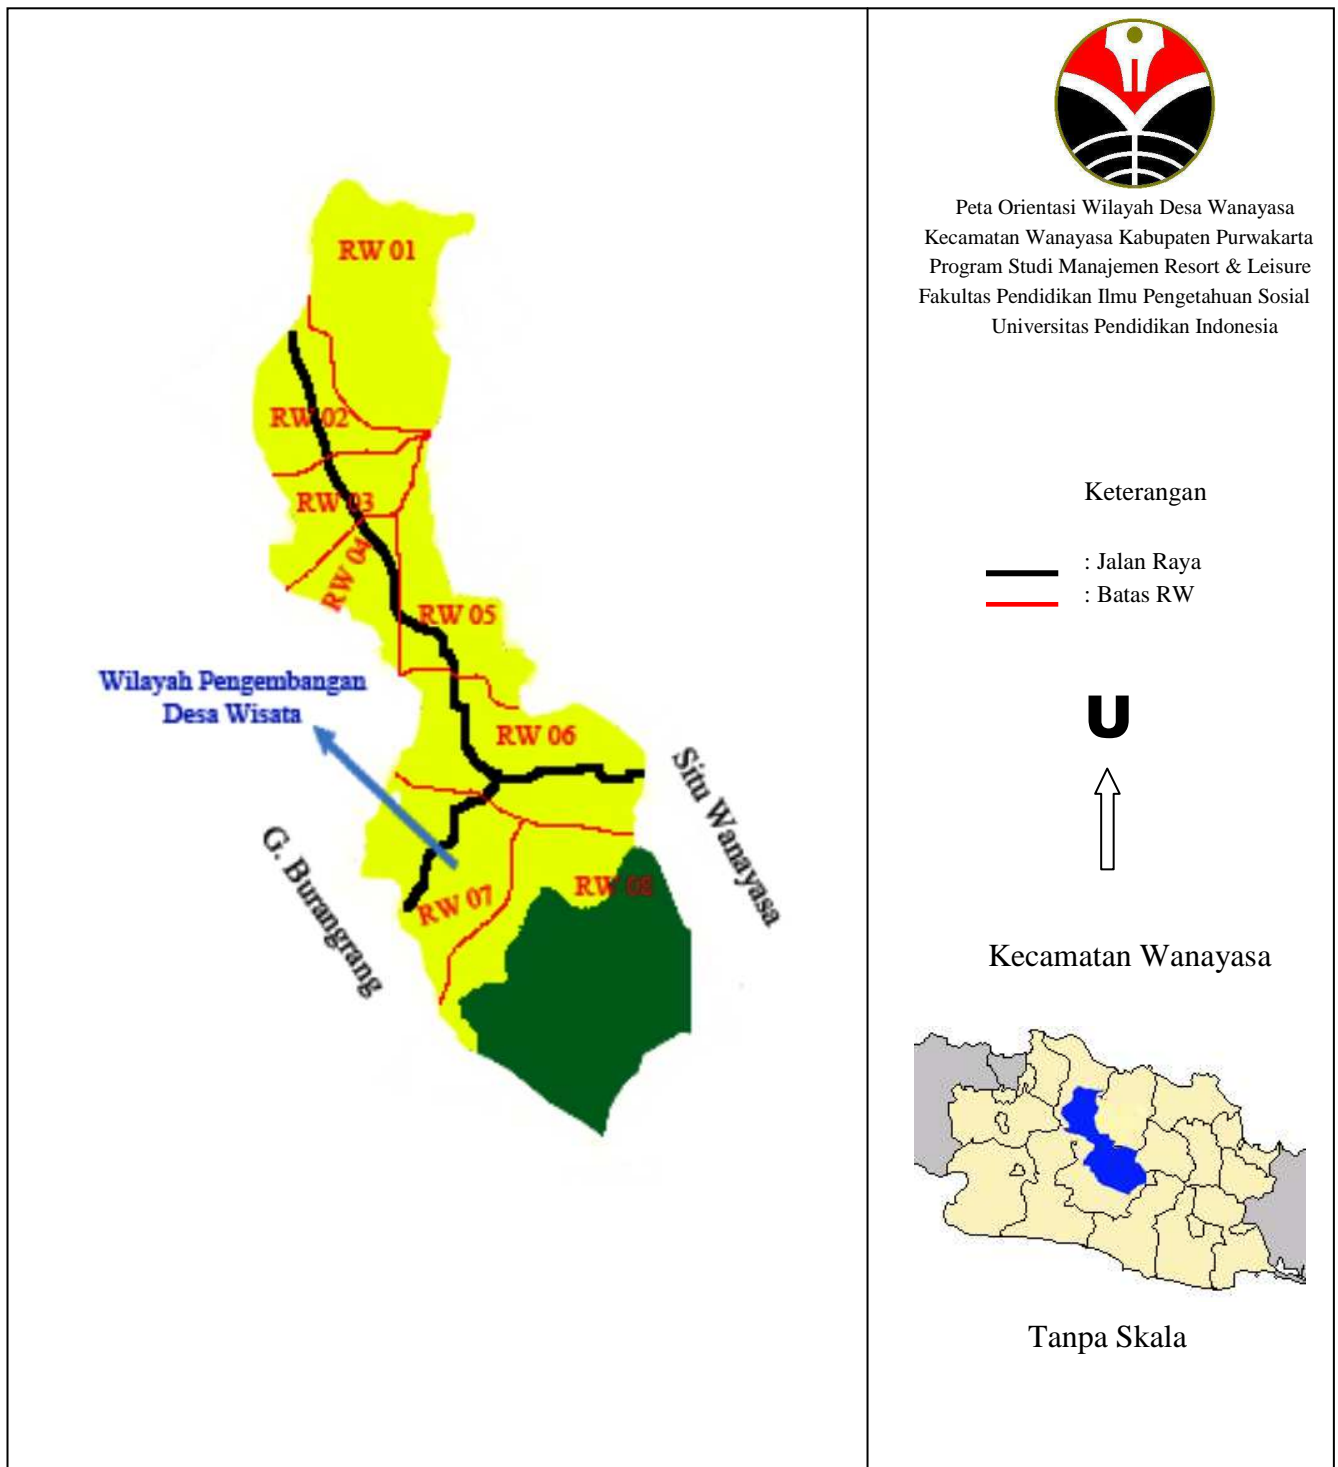 RW 01
RW 02
RW 03
RW 04
RW 05
Wilayah Pengembangan
Desa Wisata
RW 06
Situ Wanayasa
G. Burangrang
RW 07
RW 08
Peta Orientasi Wilayah Desa Wanayasa
Kecamatan Wanayasa Kabupaten Purwakarta
Program Studi Manajemen Resort & Leisure
Fakultas Pendidikan Ilmu Pengetahuan Sosial
Universitas Pendidikan Indonesia
Keterangan
: Jalan Raya
: Batas RW
U
Kecamatan Wanayasa
Tanpa Skala